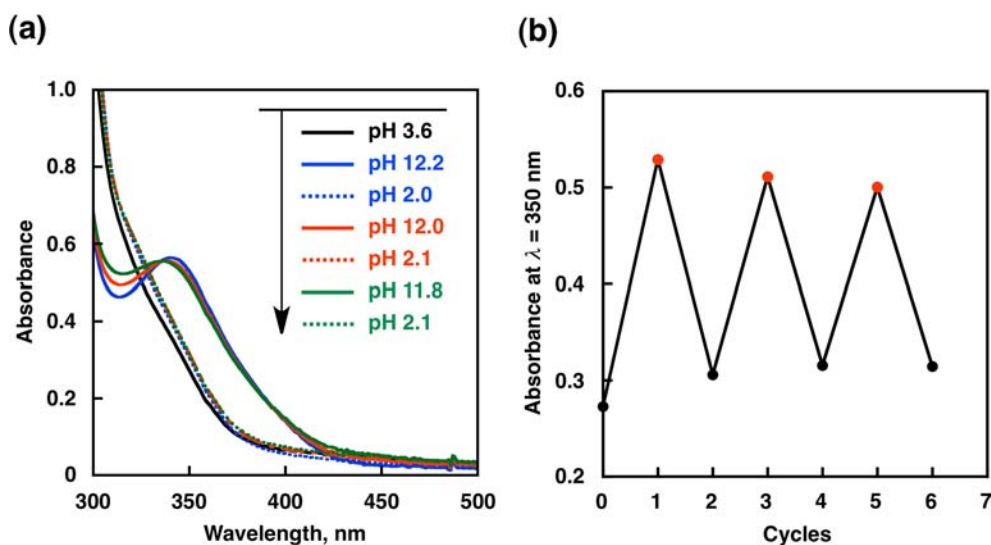 (a)
1.0
0.8
0.6
0.4
0.2
0
Absorbance
300
350
400
450
500
Wavelength, nm
pH 3.6
pH 12.2
pH 2.0
pH 12.0
pH 2.1
pH 11.8
pH 2.1
(b)
0.6
0.5
0.4
0.3
0.2
Absorbance at λ = 350 nm
0
1
2
3
4
5
6
7
Cycles